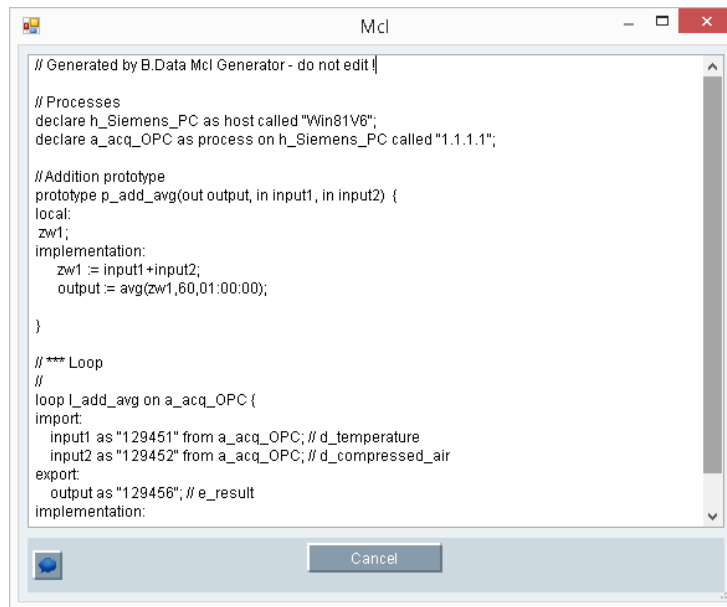 Mcl
// Generated by B.Data Mcl Generator - do not edit !
// Processes
declare h_Siemens_PC as host called "Win81V6";
declare a_acq_OPC as process on h_Siemens_PC called "1.1.1.1";
// Addition prototype
prototype p_add_avg(out output, in input1, in input2) {
local:
zw1;
implementation:
zw1 := input1+input2;
output := avg(zw1,60,01:00:00);
}
// *** Loop
//
loop l_add_avg on a_acq_OPC {
import:
input1 as "129451" from a_acq_OPC; // d_temperature
input2 as "129452" from a_acq_OPC; // d_compressed_air
export:
output as "129456"; // e_result
implementation:
Cancel